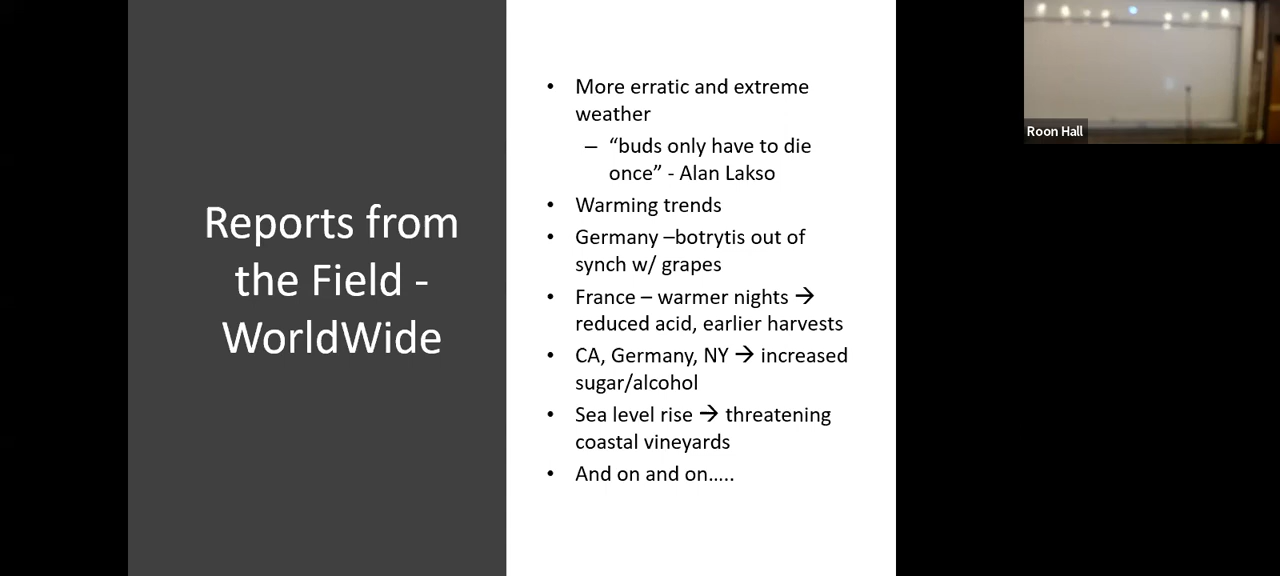 Reports from
the Field -
WorldWide
• More erratic and extreme
weather
– “buds only have to die
once” - Alan Lakso
• Warming trends
• Germany –botrytis out of
synch w/ grapes
• France – warmer nights →
reduced acid, earlier harvests
• CA, Germany, NY → increased
sugar/alcohol
• Sea level rise → threatening
coastal vineyards
• And on and on…..
Roon Hall